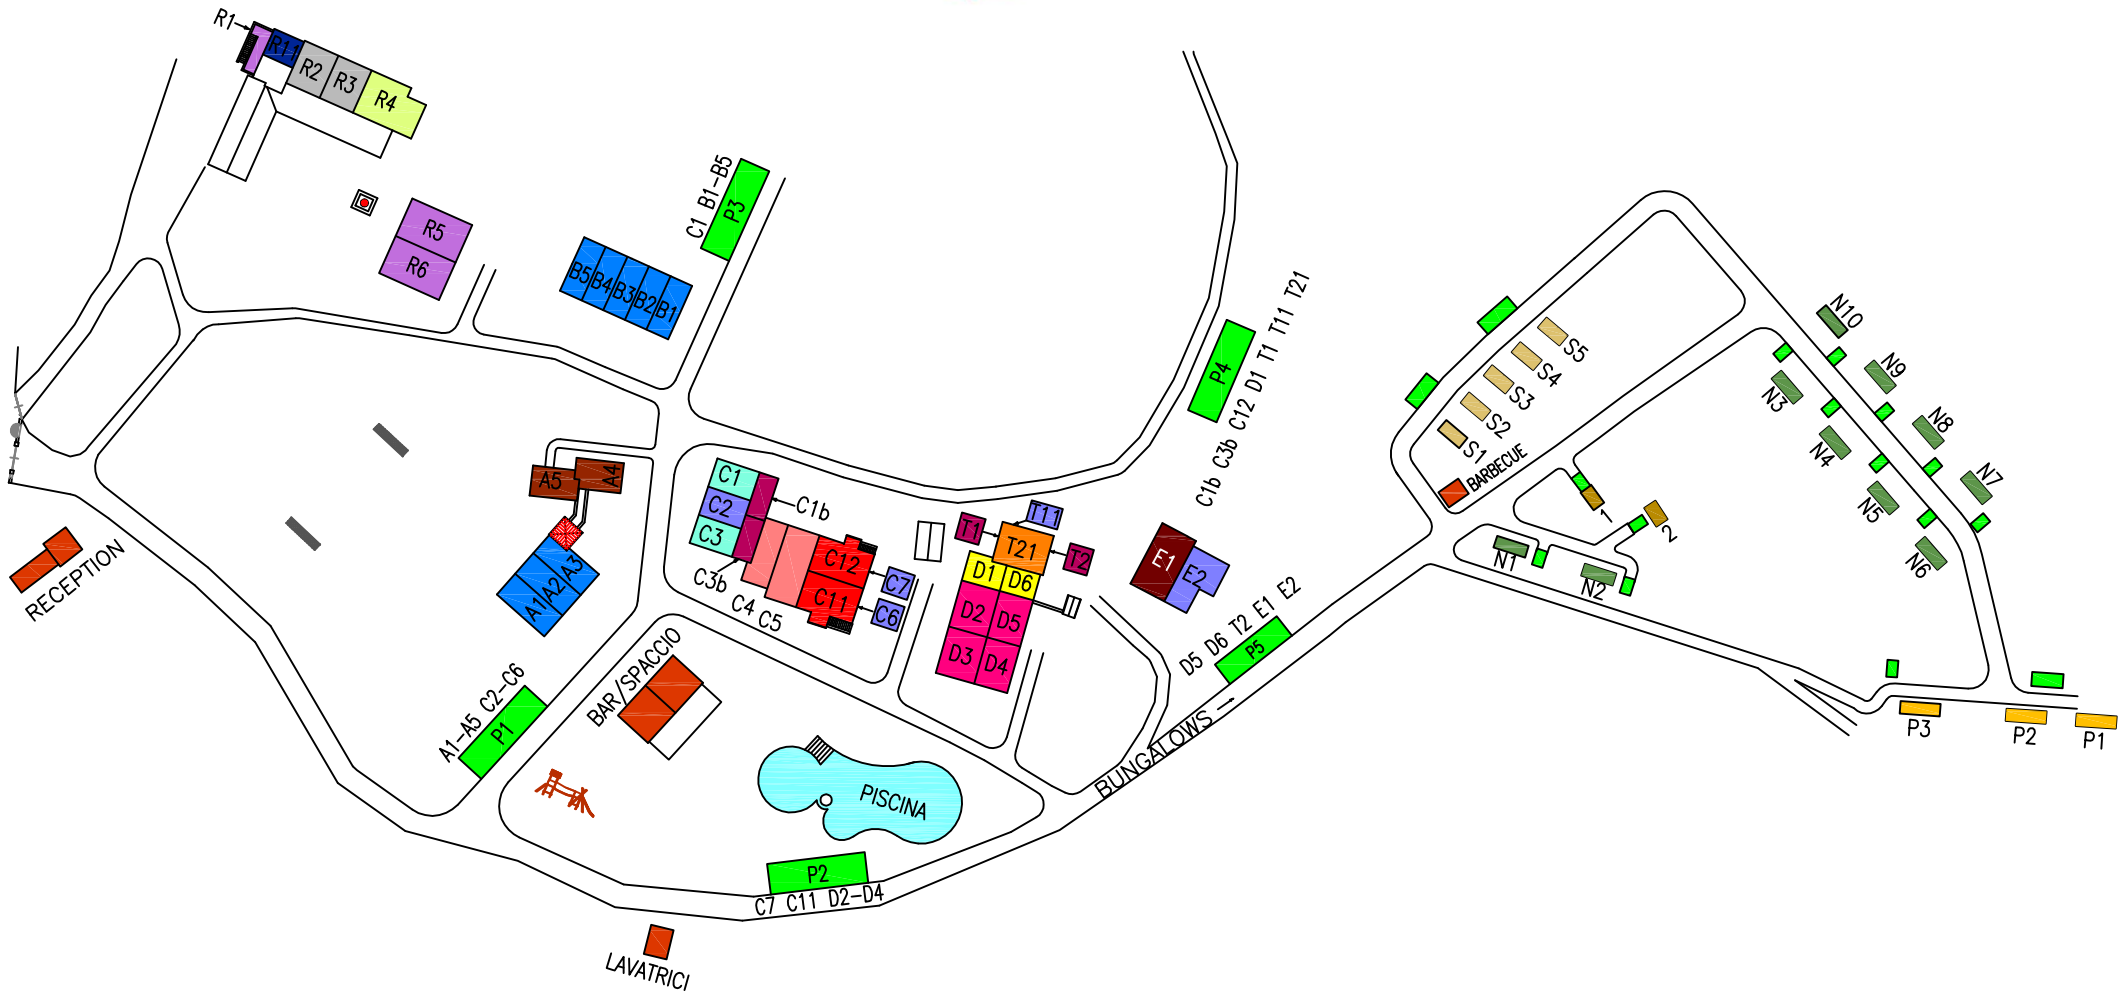 R1
R11
R2
R3
R4
R5
R6
B5
B4
B3
B2
B1
C1 B1-B5
P3
P4
C1b C3b C12 D1 T1 T11 T21
A5
A4
A3
A2
A1
RECEPTION
A1-A5 C2-C6
P1
BAR/SPACCIO
C1
C2
C3
C1b
C3b
C4
C5
C12
C11
C7
C6
T1
T11
T21
T2
D1
D6
D2
D5
D3
D4
E1
E2
D5 D6 T2 E1 E2
P5
BUNGALOWS
PISCINA
P2
C7 C11 D2-D4
LAVATRICI
S5
S4
S3
S2
S1
BARBECUE
1
2
N1
N2
N3
N4
N5
N6
N7
N8
N9
N10
P3
P2
P1